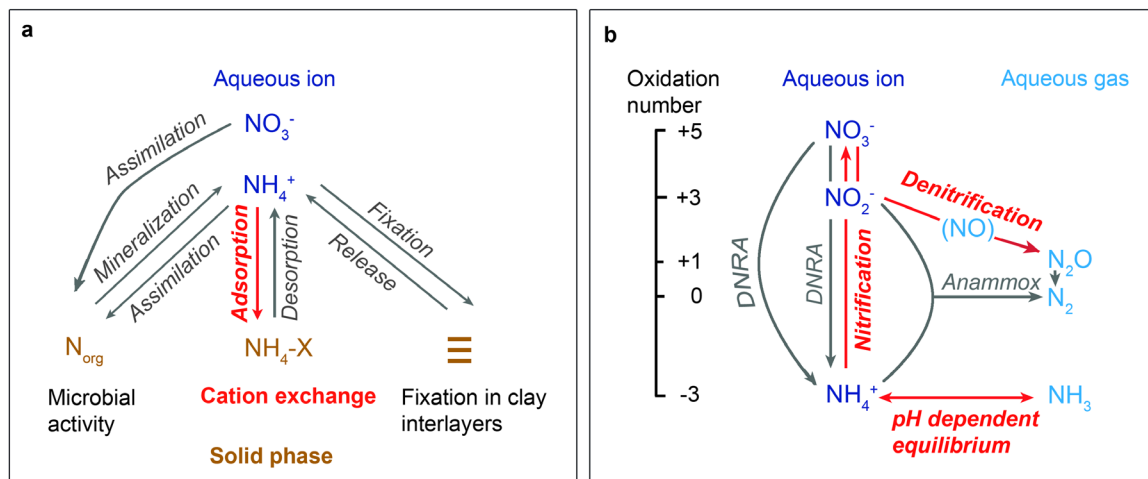 a
Aqueous ion
NO₃⁻
Assimilation
NH₄⁺
Mineralization
Assimilation
Adsorption
Desorption
Fixation
Release
N_org
NH₄-X
Microbial
activity
Cation exchange
Fixation in clay
interlayers
Solid phase
b
Oxidation
number
Aqueous ion
Aqueous gas
+5
NO₃⁻
+3
NO₂⁻
Denitrification
(NO)
+1
N₂O
DNRA
DNRA
Nitrification
Anammox
0
N₂
-3
NH₄⁺
NH₃
pH dependent
equilibrium